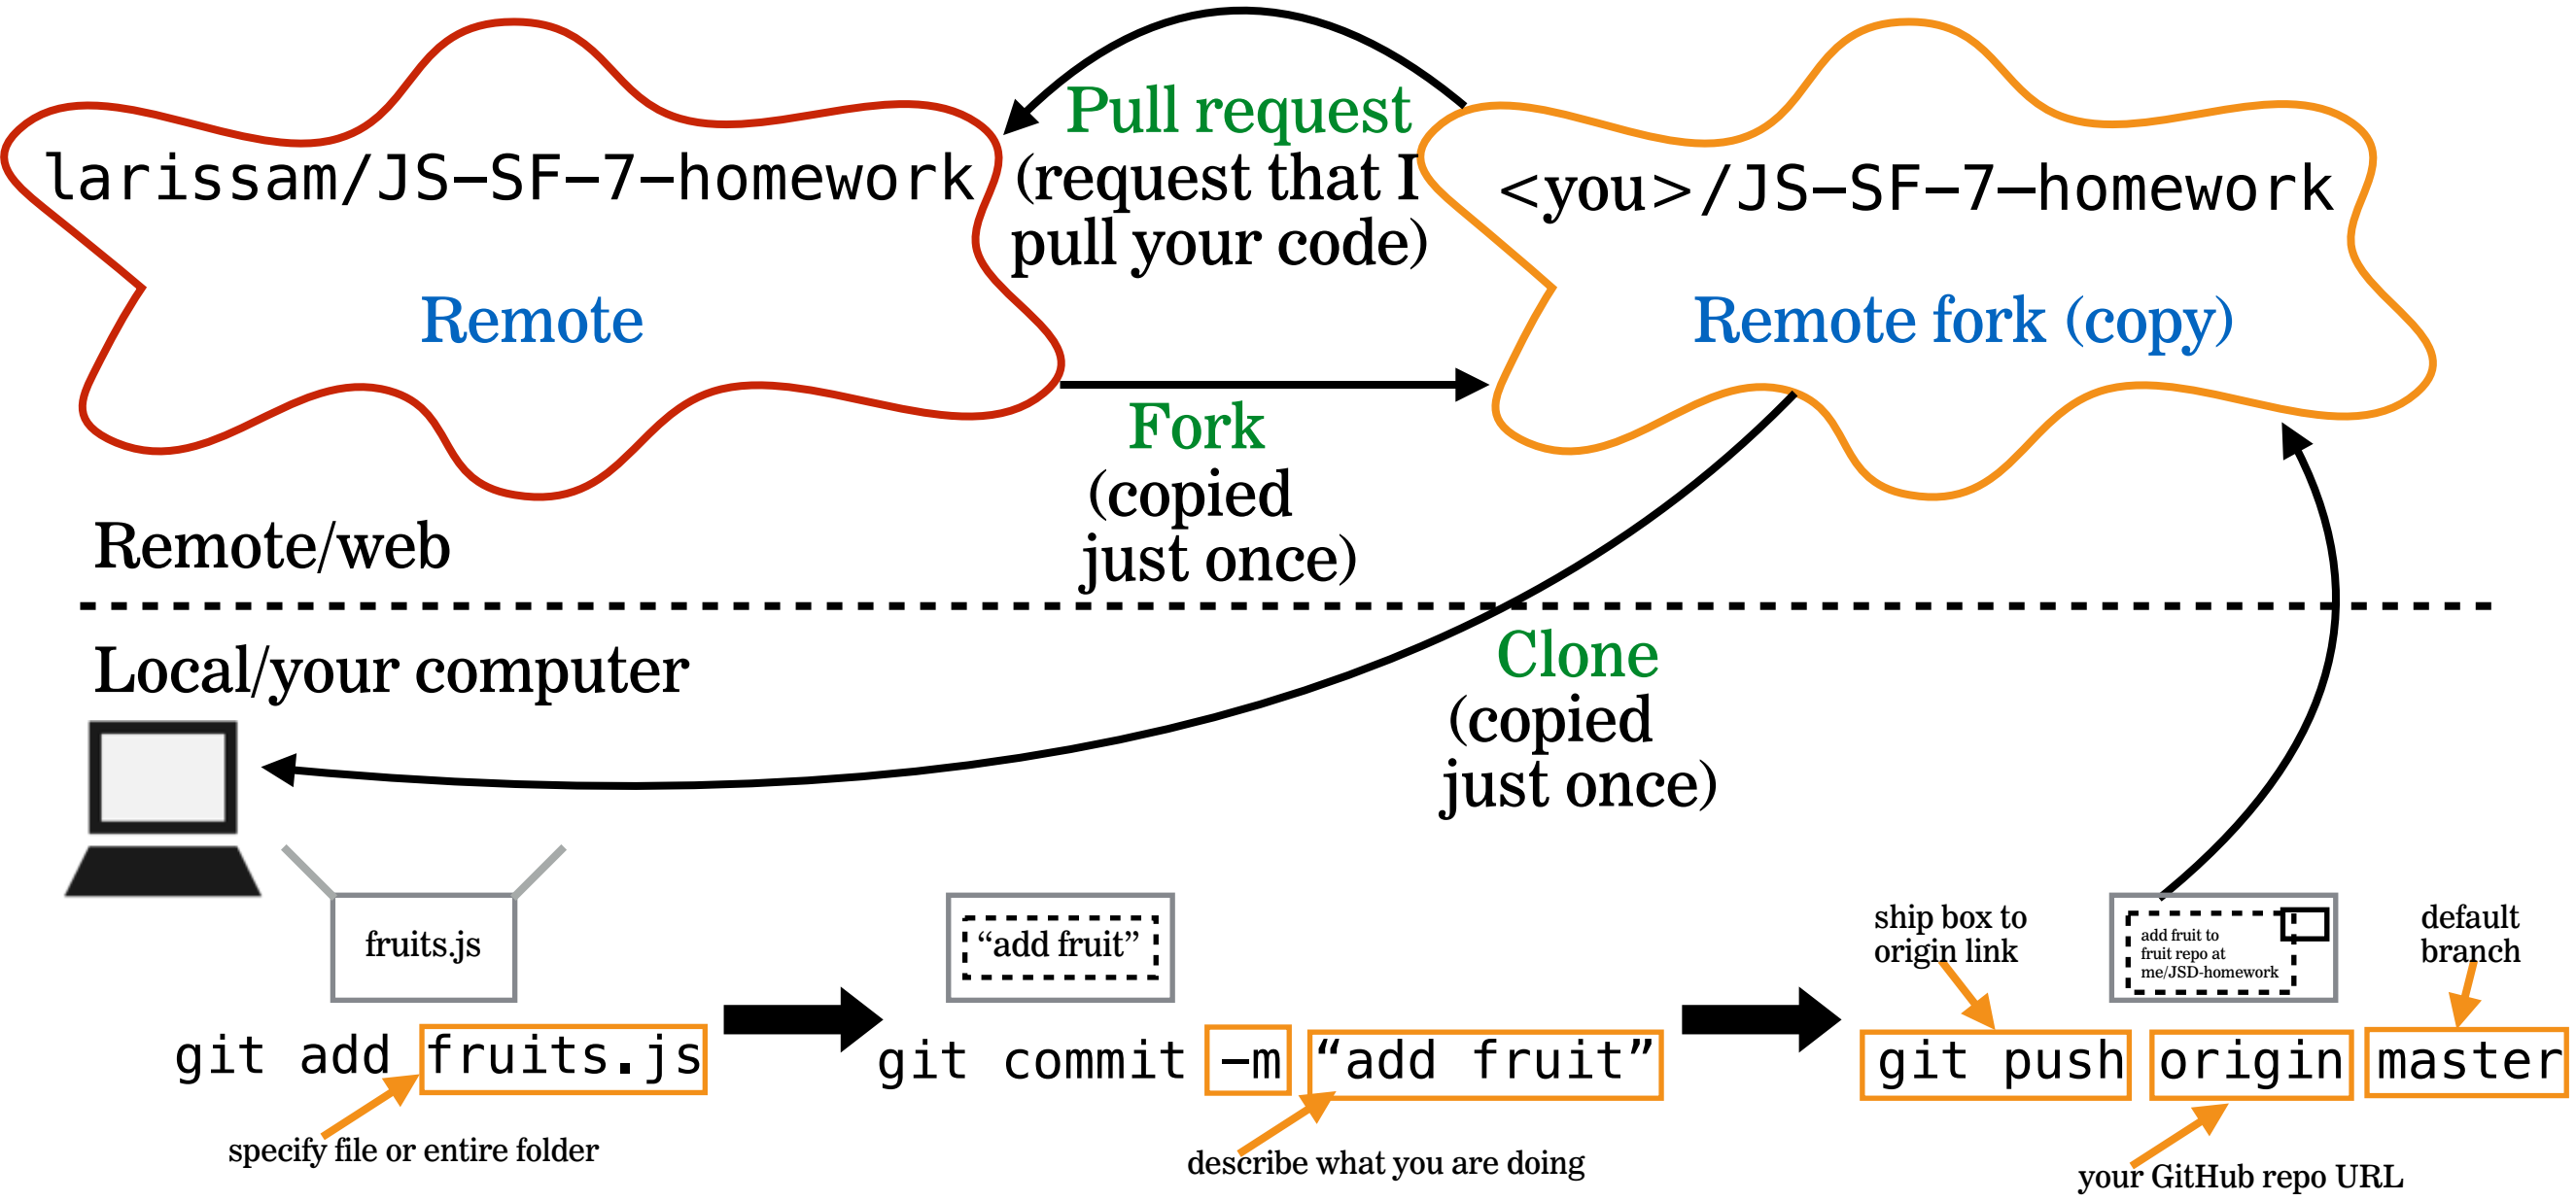 Pull request
(request that I
pull your code)
larissam/JS-SF-7-homework
<you>/JS-SF-7-homework
Remote
Remote fork (copy)
Fork
(copied
just once)
Remote/web
Local/your computer
Clone
(copied
just once)
fruits.js
git add fruits.js
specify file or entire folder
“add fruit”
git commit -m “add fruit”
describe what you are doing
ship box to
origin link
add fruit to
fruit repo at
me/JSD-homework
default
branch
git push origin master
your GitHub repo URL